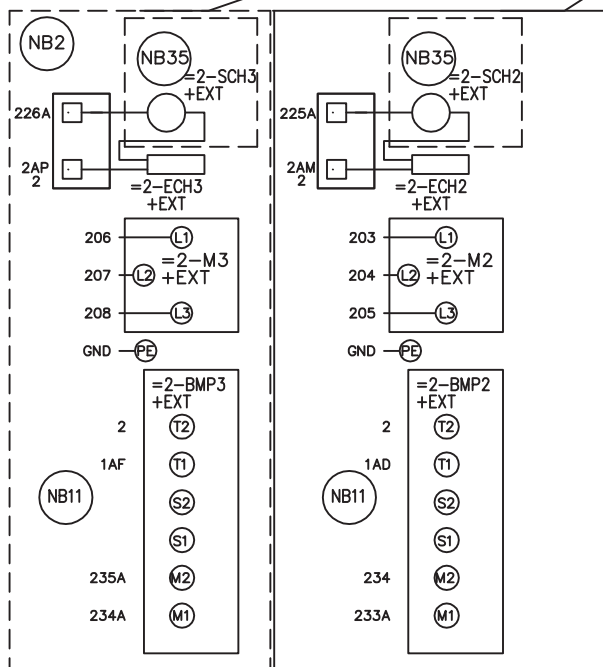 NB2
NB35
=2-SCH3
+EXT
226A
2AP
2
=2-ECH3
+EXT
206 L1
=2-M3
207 L2 +EXT
208 L3
GND PE
=2-BMP3
+EXT
2 T2
1AF T1
NB11
S2
S1
235A M2
234A M1
NB35
=2-SCH2
+EXT
225A
2AM
2
=2-ECH2
+EXT
203 L1
=2-M2
204 L2 +EXT
205 L3
GND PE
=2-BMP2
+EXT
2 T2
1AD T1
NB11
S2
S1
234 M2
233A M1